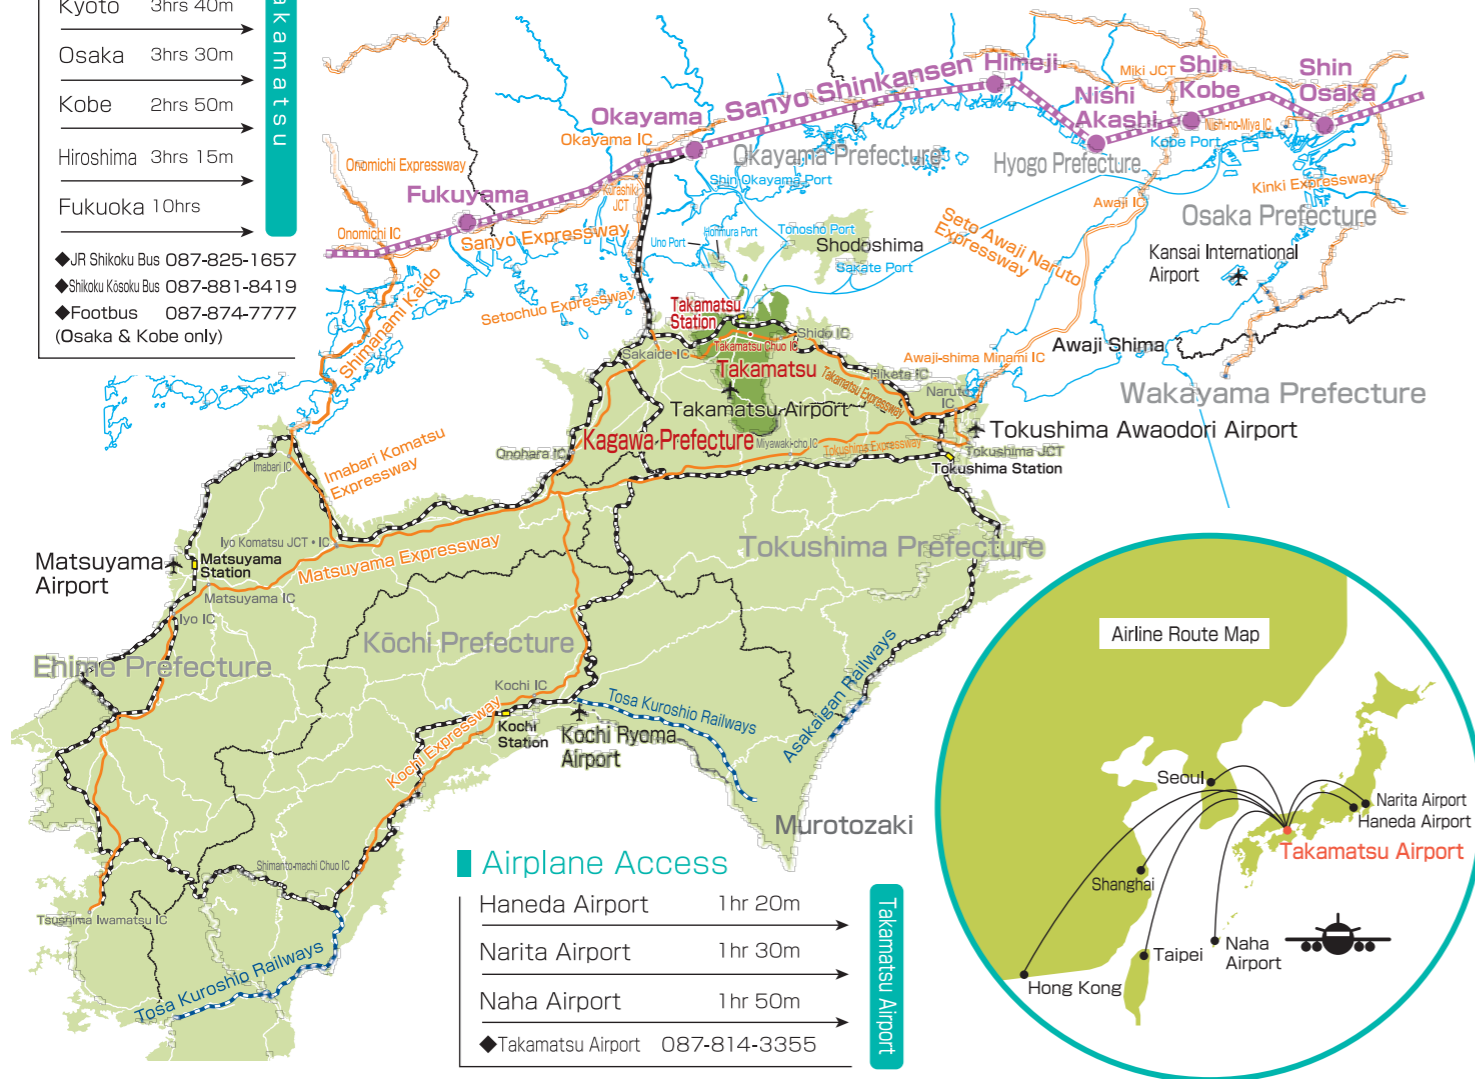 Kyoto 3hrs 40m
Osaka 3hrs 30m
Kobe 2hrs 50m
Hiroshima 3hrs 15m
Fukuoka 10hrs
akamatsu
◆JR Shikoku Bus 087-825-1657
◆Shikoku Kōsoku Bus 087-881-8419
◆Footbus 087-874-7777
(Osaka & Kobe only)
Sanyo Shinkansen
Himeji
Miki JCT
Shin
Kobe
Shin
Osaka
Nishi
Akashi
Nishi-no-Miya IC
Kobe Port
Okayama
Okayama IC
Okayama Prefecture
Hyogo Prefecture
Shin Okayama Port
Kinki Expressway
Onomichi Expressway
Kurashiki
JCT
Fukuyama
Awaji IC
Osaka Prefecture
Onomichi IC
Sanyo Expressway
Uno Port
Honmura Port
Tonosho Port
Shodoshima
Sakate Port
Seto Awaji Naruto
Expressway
Kansai International
Airport
Shimanami Kaido
Setochuo Expressway
Takamatsu
Station
Shido IC
Takamatsu Chuo IC
Sakaide IC
Takamatsu
Awaji-shima Minami IC
Awaji Shima
Hiketa IC
Takamatsu Expressway
Naruto
IC
Wakayama Prefecture
Takamatsu Airport
Tokushima Awaodori Airport
Kagawa Prefecture
Miyawaki-cho IC
Tokushima Expressway
Tokushima JCT
Tokushima Station
Onohara IC
Imabari IC
Imabari Komatsu
Expressway
Iyo Komatsu JCT • IC
Matsuyama Expressway
Matsuyama
Airport
Matsuyama
Station
Matsuyama IC
Iyo IC
Tokushima Prefecture
Kōchi Prefecture
Ehime Prefecture
Kochi IC
Kochi Expressway
Kochi
Station
Kochi Ryoma
Airport
Tosa Kuroshio Railways
Asakaigan Railways
Murotozaki
Shimanto-machi Chuo IC
Tsushima Iwamatsu IC
Tosa Kuroshio Railways
Airplane Access
Haneda Airport 1hr 20m
Narita Airport 1hr 30m
Naha Airport 1hr 50m
◆Takamatsu Airport 087-814-3355
Takamatsu Airport
Airline Route Map
Seoul
Narita Airport
Haneda Airport
Takamatsu Airport
Shanghai
Taipei
Naha
Airport
Hong Kong